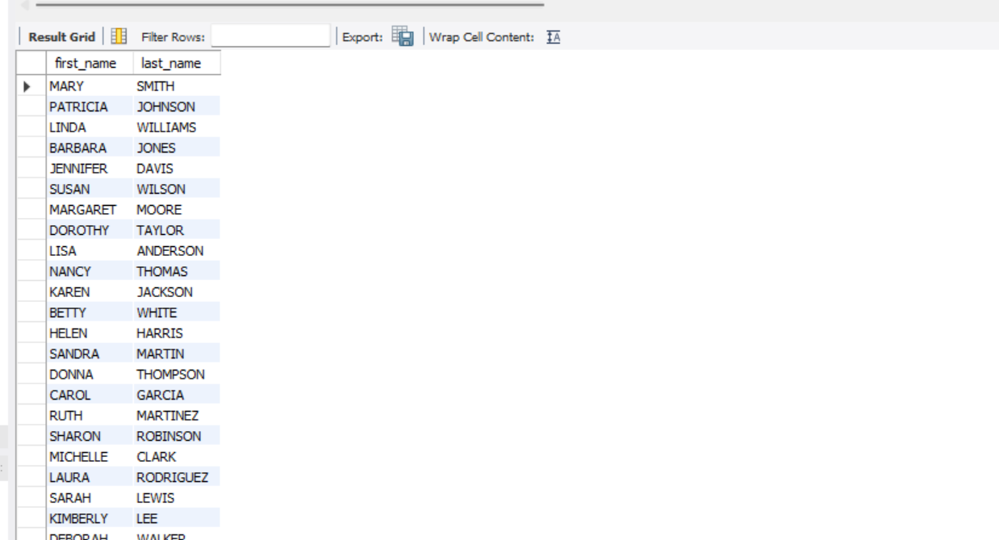 Result Grid Filter Rows: Export: Wrap Cell Content: IA
first_name last_name
MARY SMITH
PATRICIA JOHNSON
LINDA WILLIAMS
BARBARA JONES
JENNIFER DAVIS
SUSAN WILSON
MARGARET MOORE
DOROTHY TAYLOR
LISA ANDERSON
NANCY THOMAS
KAREN JACKSON
BETTY WHITE
HELEN HARRIS
SANDRA MARTIN
DONNA THOMPSON
CAROL GARCIA
RUTH MARTINEZ
SHARON ROBINSON
MICHELLE CLARK
LAURA RODRIGUEZ
SARAH LEWIS
KIMBERLY LEE
DEBORAH WALKER